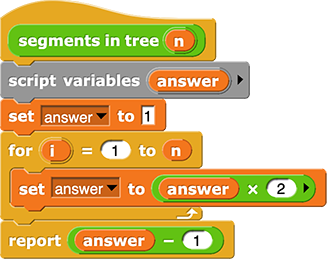 segments in tree n
script variables answer
set answer to 1
for i = 1 to n
set answer to answer × 2
report answer − 1